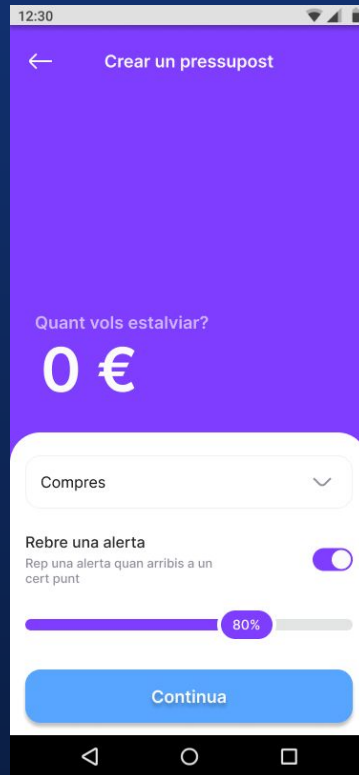 12:30
Crear un pressupost
Quant vols estalviar?
0 €
Compres
Rebre una alerta
Rep una alerta quan arribis a un
cert punt
80%
Continua